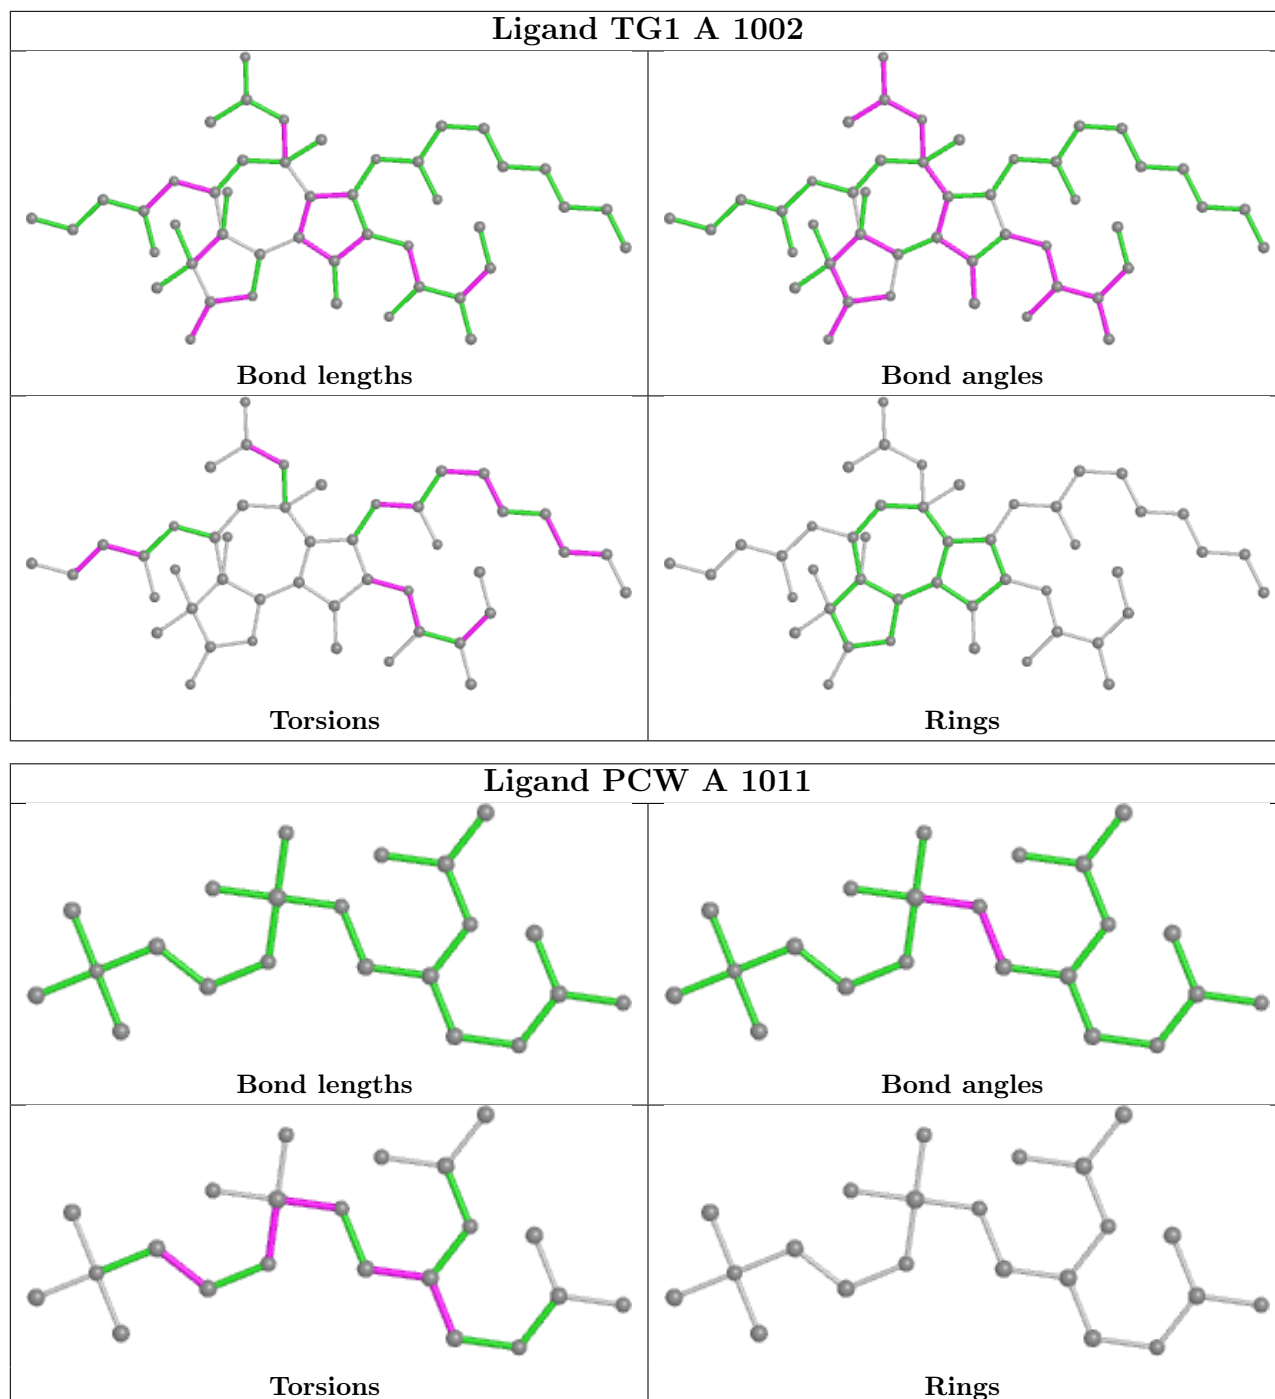 Ligand TG1 A 1002
Bond lengths
Bond angles
Torsions
Rings
Ligand PCW A 1011
Bond lengths
Bond angles
Torsions
Rings